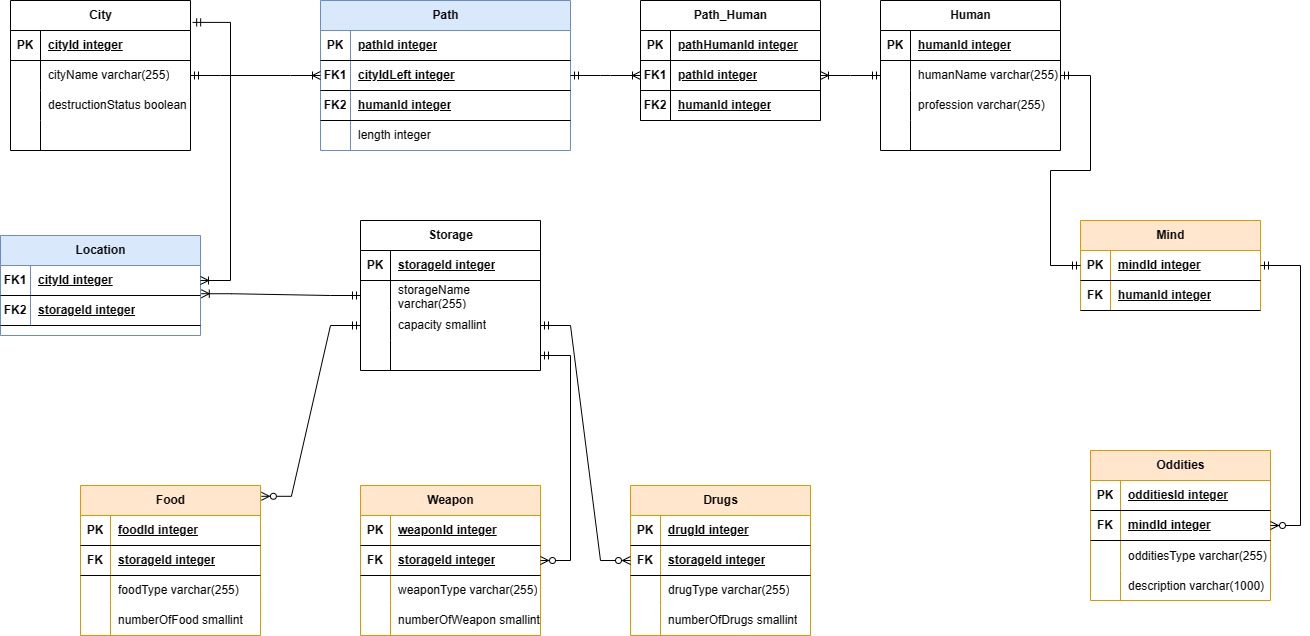 City
PK cityId integer
cityName varchar(255)
destructionStatus boolean
Path
PK pathId integer
FK1 cityIdLeft integer
FK2 humanId integer
length integer
Path_Human
PK pathHumanId integer
FK1 pathId integer
FK2 humanId integer
Human
PK humanId integer
humanName varchar(255)
profession varchar(255)
Location
FK1 cityId integer
FK2 storageId integer
Storage
PK storageId integer
storageName
varchar(255)
capacity smallint
Mind
PK mindId integer
FK humanId integer
Food
PK foodId integer
FK storageId integer
foodType varchar(255)
numberOfFood smallint
Weapon
PK weaponId integer
FK storageId integer
weaponType varchar(255)
numberOfWeapon smallint
Drugs
PK drugId integer
FK storageId integer
drugType varchar(255)
numberOfDrugs smallint
Oddities
PK odditiesId integer
FK mindId integer
odditiesType varchar(255)
description varchar(1000)